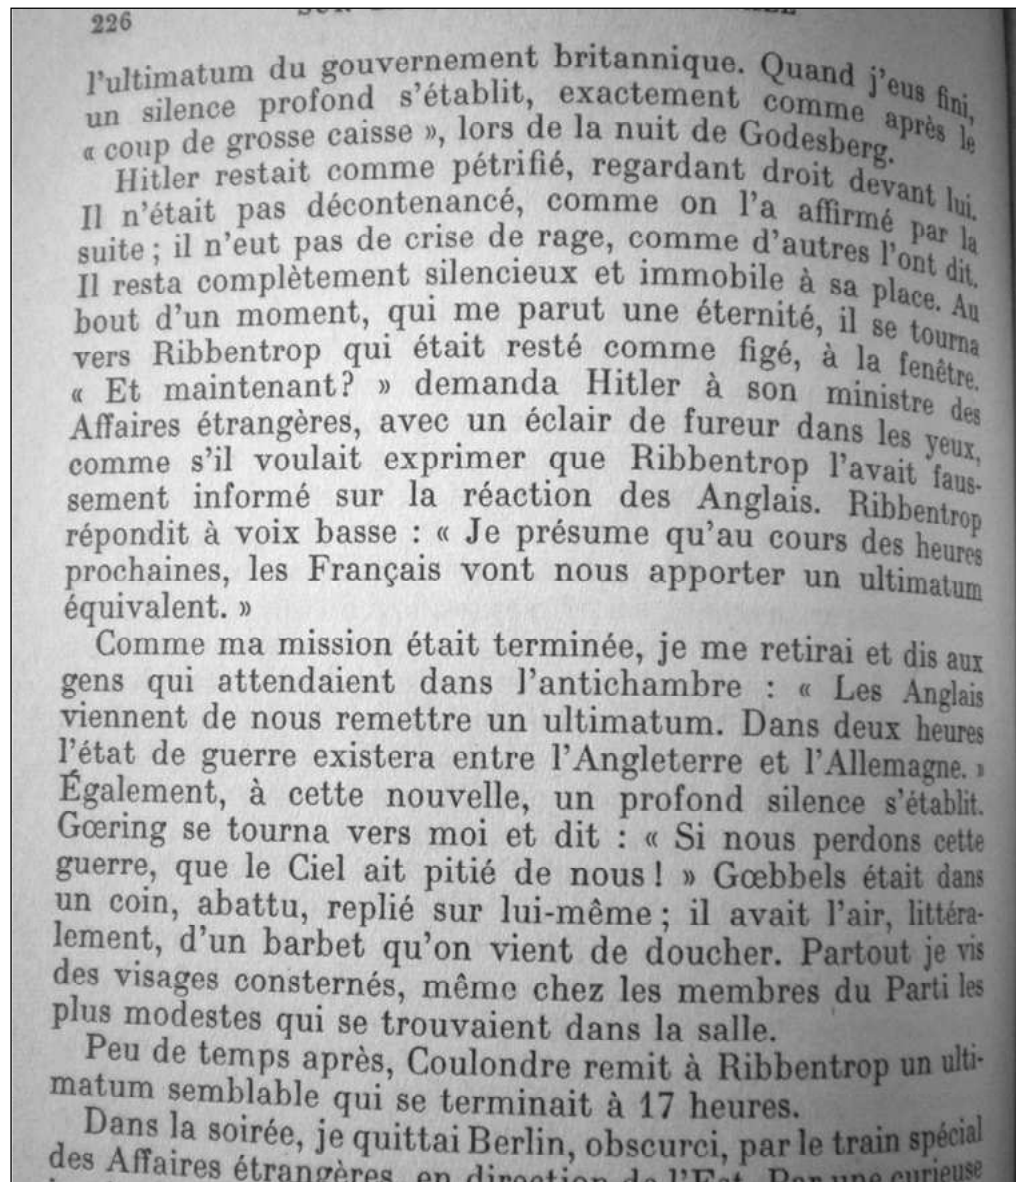 226
l'ultimatum du gouvernement britannique. Quand j'eus fini,
un silence profond s'établit, exactement comme après le
« coup de grosse caisse », lors de la nuit de Godesberg.
Hitler restait comme pétrifié, regardant droit devant lui.
Il n'était pas décontenancé, comme on l'a affirmé par la
suite ; il n'eut pas de crise de rage, comme d'autres l'ont dit.
Il resta complètement silencieux et immobile à sa place. Au
bout d'un moment, qui me parut une éternité, il se tourna
vers Ribbentrop qui était resté comme figé, à la fenêtre.
« Et maintenant? » demanda Hitler à son ministre des
Affaires étrangères, avec un éclair de fureur dans les yeux,
comme s'il voulait exprimer que Ribbentrop l'avait faus-
sement informé sur la réaction des Anglais. Ribbentrop
répondit à voix basse : « Je présume qu'au cours des heures
prochaines, les Français vont nous apporter un ultimatum
équivalent. »
Comme ma mission était terminée, je me retirai et dis aux
gens qui attendaient dans l'antichambre : « Les Anglais
viennent de nous remettre un ultimatum. Dans deux heures
l'état de guerre existera entre l'Angleterre et l'Allemagne. »
Également, à cette nouvelle, un profond silence s'établit.
Gœring se tourna vers moi et dit : « Si nous perdons cette
guerre, que le Ciel ait pitié de nous ! » Gœbbels était dans
un coin, abattu, replié sur lui-même ; il avait l'air, littéra-
lement, d'un barbet qu'on vient de doucher. Partout je vis
des visages consternés, même chez les membres du Parti les
plus modestes qui se trouvaient dans la salle.
Peu de temps après, Coulondre remit à Ribbentrop un ulti-
matum semblable qui se terminait à 17 heures.
Dans la soirée, je quittai Berlin, obscurci, par le train spécial
des Affaires étrangères, en direction de l'Est. Par une curieuse